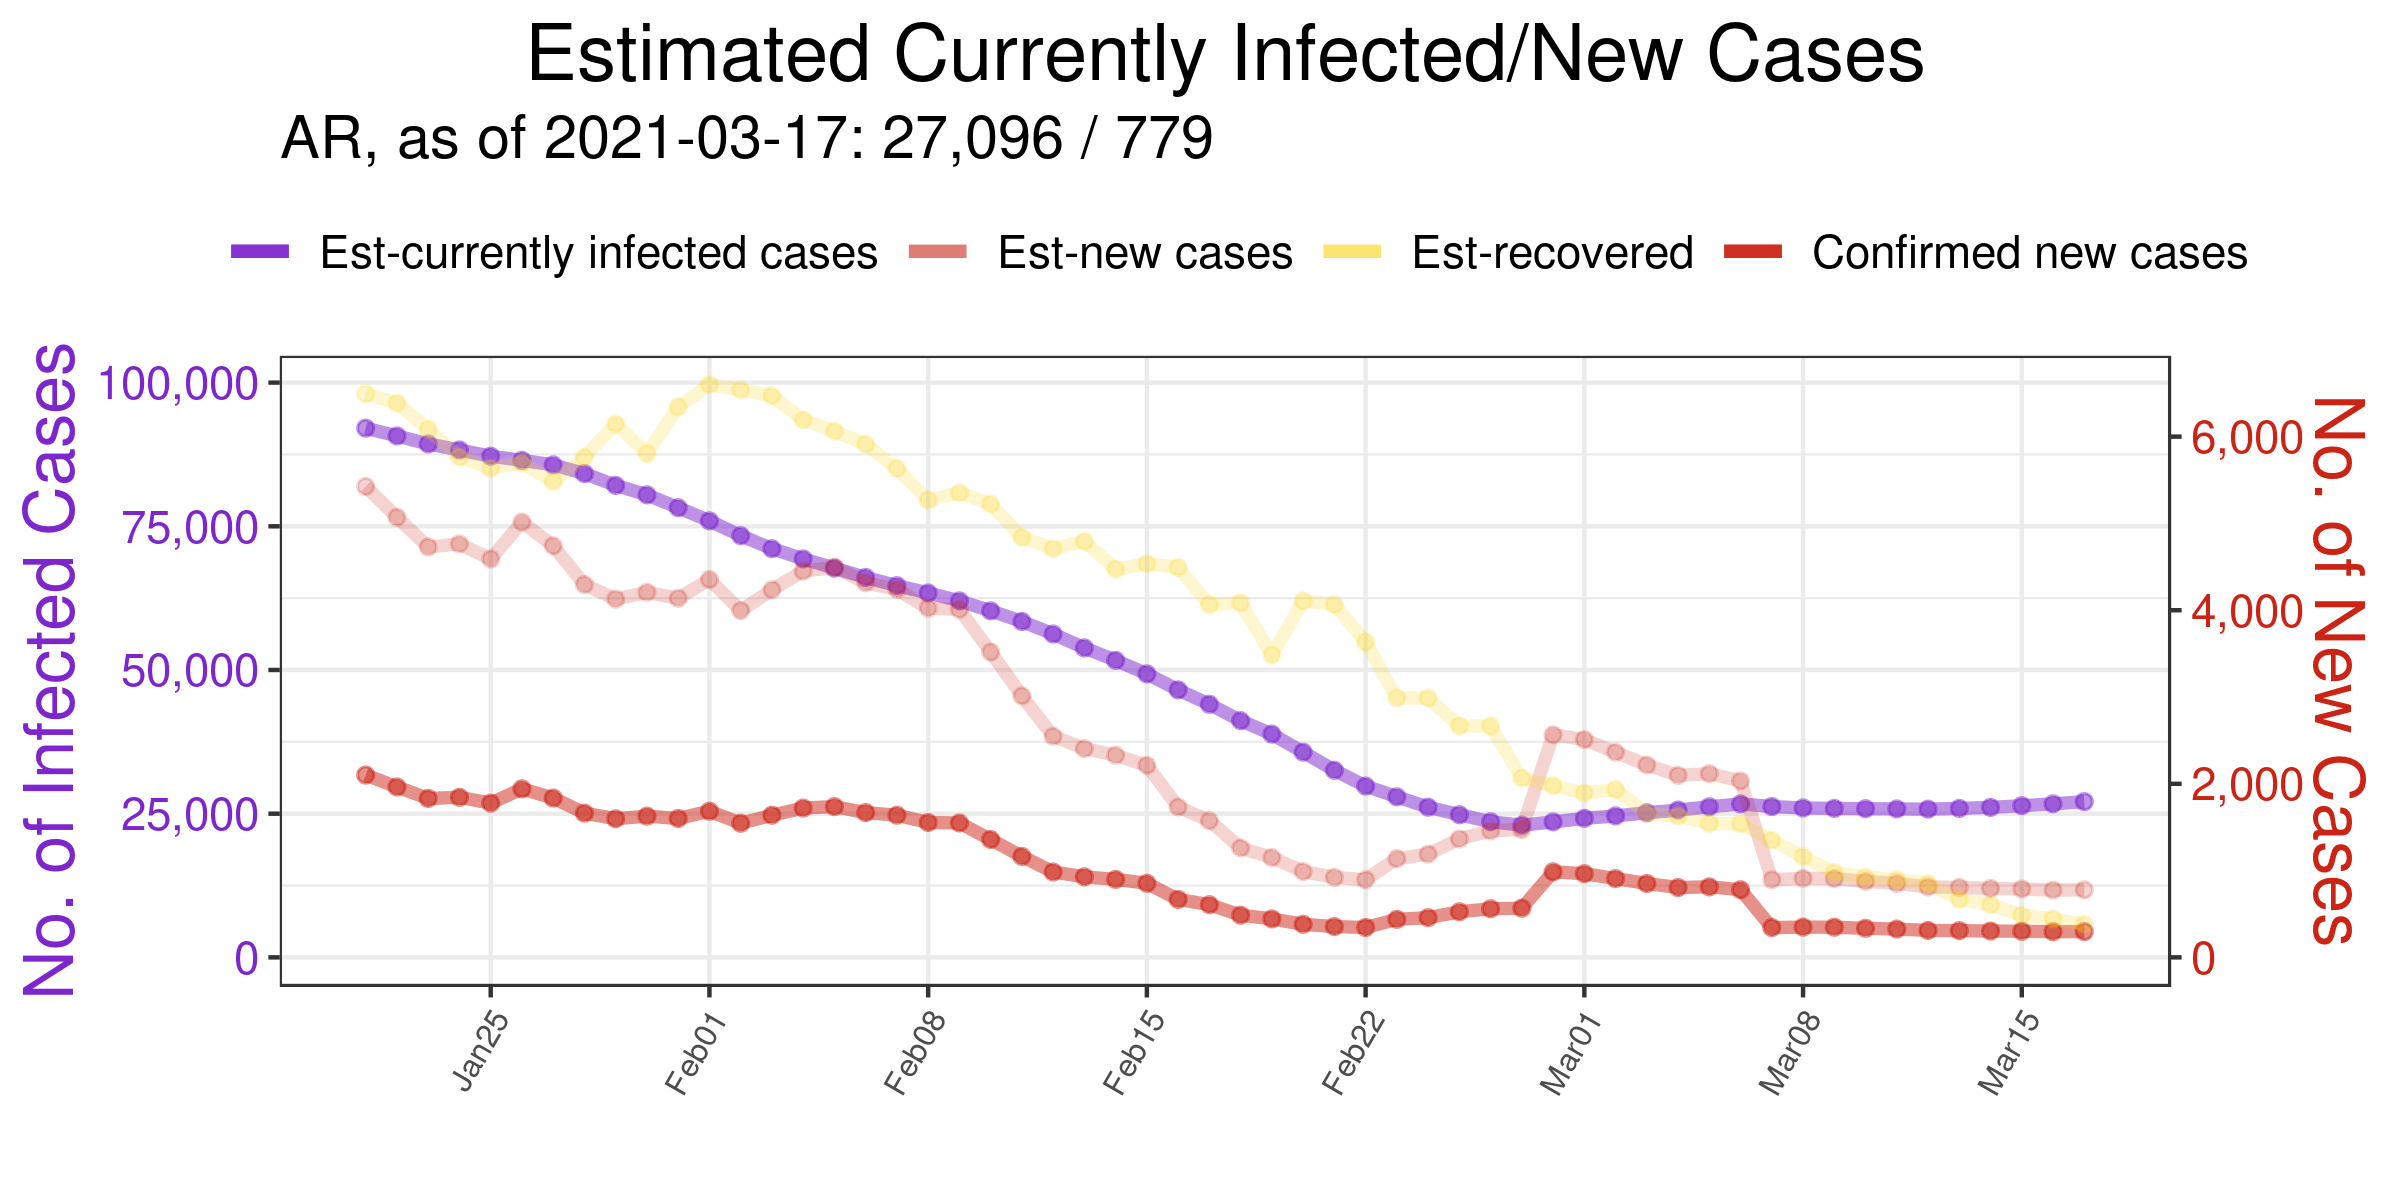 Estimated Currently Infected/New Cases
AR, as of 2021-03-17: 27,096 / 779
Est-currently infected cases
Est-new cases
Est-recovered
Confirmed new cases
No. of Infected Cases
100,000
75,000
50,000
25,000
0
6,000
4,000
2,000
0
No. of New Cases
Jan25
Feb01
Feb08
Feb15
Feb22
Mar01
Mar08
Mar15